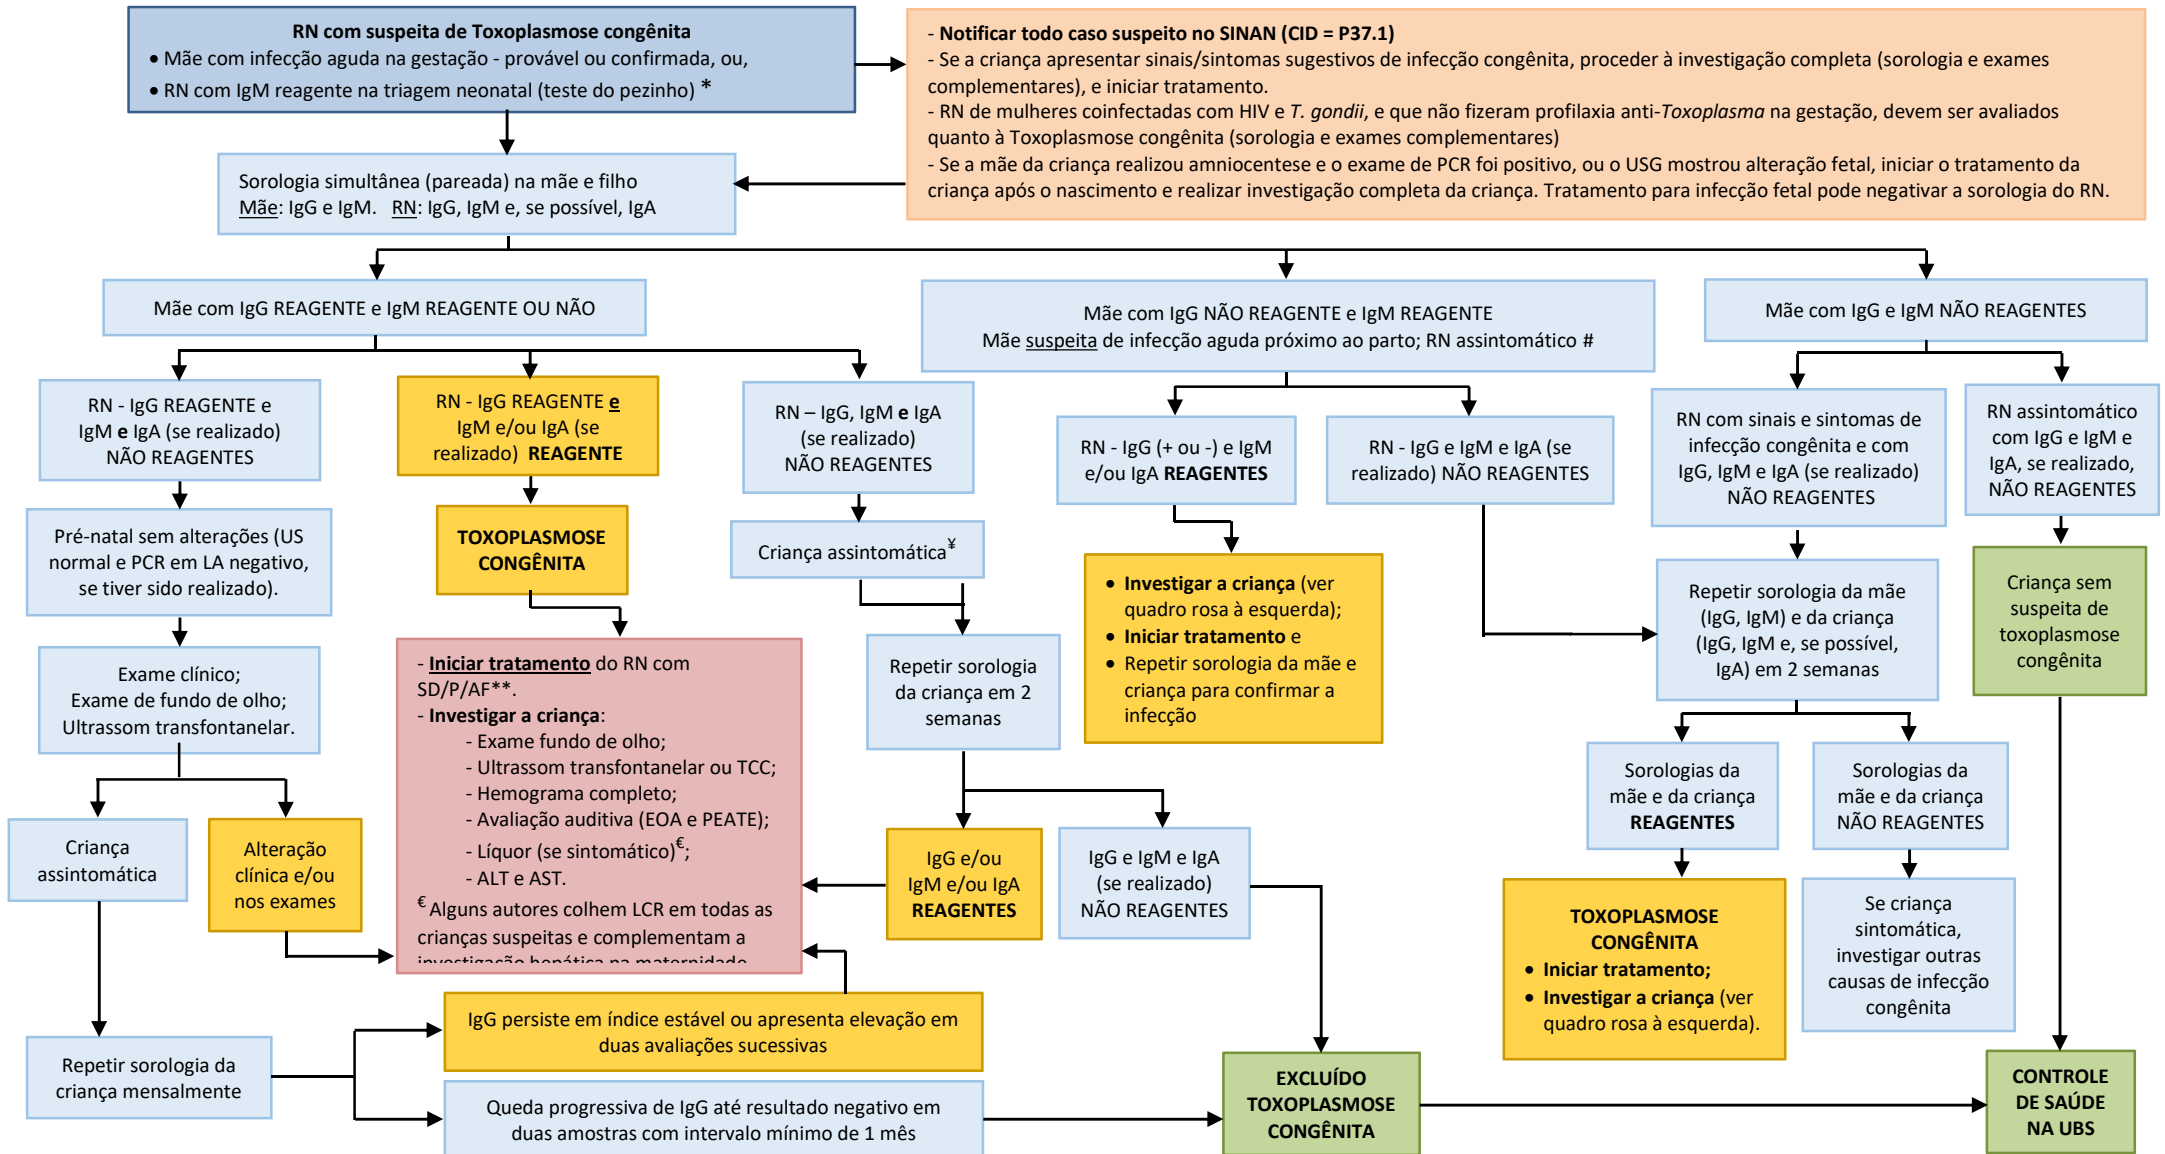 RN com suspeita de Toxoplasmose congênita
• Mãe com infecção aguda na gestação - provável ou confirmada, ou,
• RN com IgM reagente na triagem neonatal (teste do pezinho) *
- Notificar todo caso suspeito no SINAN (CID = P37.1)
- Se a criança apresentar sinais/sintomas sugestivos de infecção congênita, proceder à investigação completa (sorologia e exames
complementares), e iniciar tratamento.
- RN de mulheres coinfectadas com HIV e T. gondii, e que não fizeram profilaxia anti-Toxoplasma na gestação, devem ser avaliados
quanto à Toxoplasmose congênita (sorologia e exames complementares)
- Se a mãe da criança realizou amniocentese e o exame de PCR foi positivo, ou o USG mostrou alteração fetal, iniciar o tratamento da
criança após o nascimento e realizar investigação completa da criança. Tratamento para infecção fetal pode negativar a sorologia do RN.
Sorologia simultânea (pareada) na mãe e filho
Mãe: IgG e IgM. RN: IgG, IgM e, se possível, IgA
Mãe com IgG REAGENTE e IgM REAGENTE OU NÃO
Mãe com IgG NÃO REAGENTE e IgM REAGENTE
Mãe suspeita de infecção aguda próximo ao parto; RN assintomático #
Mãe com IgG e IgM NÃO REAGENTES
RN - IgG REAGENTE e
IgM e IgA (se realizado)
NÃO REAGENTES
RN - IgG REAGENTE e
IgM e/ou IgA (se
realizado) REAGENTE
RN – IgG, IgM e IgA
(se realizado)
NÃO REAGENTES
RN - IgG (+ ou -) e IgM
e/ou IgA REAGENTES
RN - IgG e IgM e IgA (se
realizado) NÃO REAGENTES
RN com sinais e sintomas de
infecção congênita e com
IgG, IgM e IgA (se realizado)
NÃO REAGENTES
RN assintomático
com IgG e IgM e
IgA, se realizado,
NÃO REAGENTES
Pré-natal sem alterações (US
normal e PCR em LA negativo,
se tiver sido realizado).
TOXOPLASMOSE
CONGÊNITA
Criança assintomática¥
• Investigar a criança (ver
quadro rosa à esquerda);
• Iniciar tratamento e
• Repetir sorologia da mãe e
criança para confirmar a
infecção
Repetir sorologia da mãe
(IgG, IgM) e da criança
(IgG, IgM e, se possível,
IgA) em 2 semanas
Criança sem
suspeita de
toxoplasmose
congênita
Exame clínico;
Exame de fundo de olho;
Ultrassom transfontanelar.
- Iniciar tratamento do RN com
SD/P/AF**.
- Investigar a criança:
- Exame fundo de olho;
- Ultrassom transfontanelar ou TCC;
- Hemograma completo;
- Avaliação auditiva (EOA e PEATE);
- Líquor (se sintomático)€;
- ALT e AST.
€ Alguns autores colhem LCR em todas as
crianças suspeitas e complementam a
investigação hepática na maternidade
Repetir sorologia
da criança em 2
semanas
Criança
assintomática
Alteração
clínica e/ou
nos exames
IgG e/ou
IgM e/ou IgA
REAGENTES
IgG e IgM e IgA
(se realizado)
NÃO REAGENTES
Sorologias da
mãe e da criança
REAGENTES
Sorologias da
mãe e da criança
NÃO REAGENTES
TOXOPLASMOSE
CONGÊNITA
• Iniciar tratamento;
• Investigar a criança (ver
quadro rosa à esquerda).
Se criança
sintomática,
investigar outras
causas de infecção
congênita
Repetir sorologia da
criança mensalmente
IgG persiste em índice estável ou apresenta elevação em
duas avaliações sucessivas
Queda progressiva de IgG até resultado negativo em
duas amostras com intervalo mínimo de 1 mês
EXCLUÍDO
TOXOPLASMOSE
CONGÊNITA
CONTROLE
DE SAÚDE
NA UBS